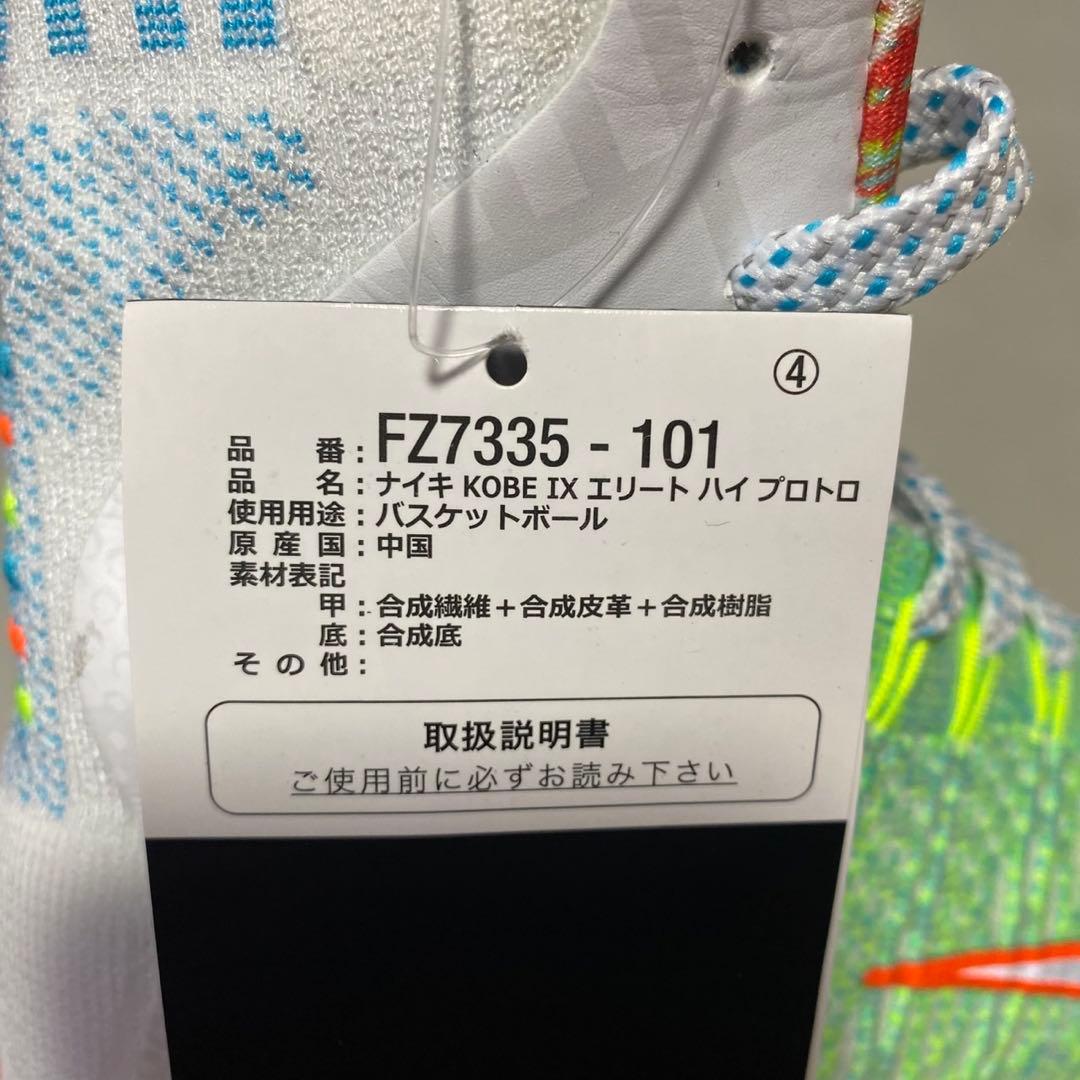 ④
品番：FZ7335 - 101
品名：ナイキ KOBE IX エリート ハイ プロトロ
使用用途：バスケットボール
原産国：中国
素材表記
甲：合成繊維＋合成皮革＋合成樹脂
底：合成底
その他：
取扱説明書
ご使用前に必ずお読み下さい